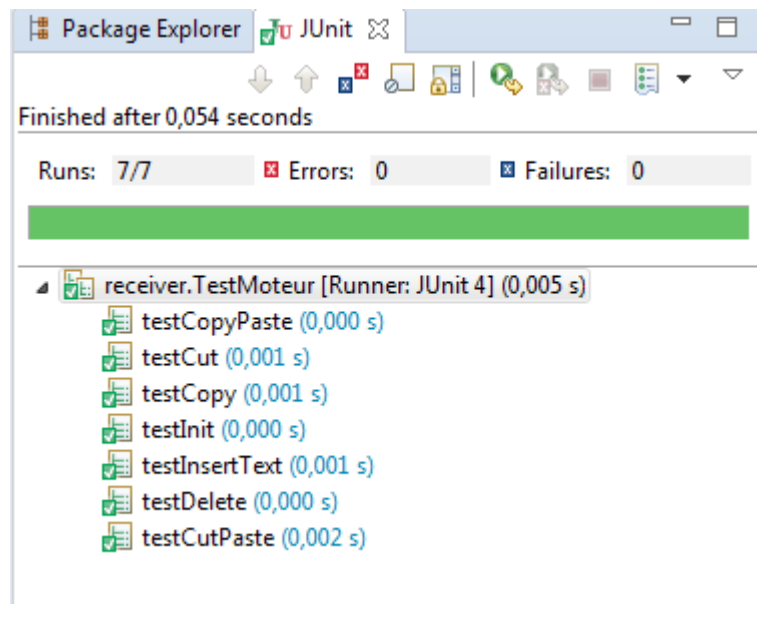 Package Explorer JUnit
Finished after 0,054 seconds
Runs: 7/7 Errors: 0 Failures: 0
receiver.TestMoteur [Runner: JUnit 4] (0,005 s)
testCopyPaste (0,000 s)
testCut (0,001 s)
testCopy (0,001 s)
testInit (0,000 s)
testInsertText (0,001 s)
testDelete (0,000 s)
testCutPaste (0,002 s)